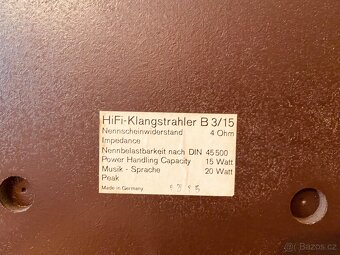 HiFi-Klangstrahler B 3/15
Nennscheinwiderstand 4 Ohm
Impedance
Nennbelastbarkeit nach DIN 45500
Power Handling Capacity 15 Watt
Musik - Sprache 20 Watt
Peak
Made in Germany
Bazos.cz